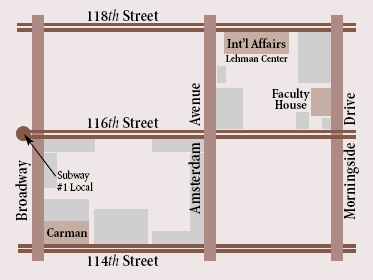 118th Street
Int'l Affairs
Lehman Center
Faculty
House
Avenue
Drive
116th Street
Subway
#1 Local
Broadway
Amsterdam
Morningside
Carman
114th Street